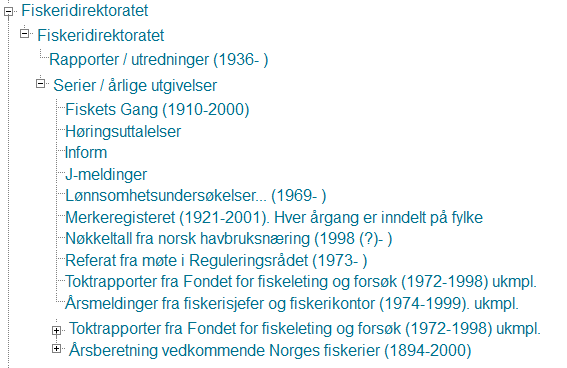 Fiskeridirektoratet
Fiskeridirektoratet
Rapporter / utredninger (1936- )
Serier / årlige utgivelser
Fiskets Gang (1910-2000)
Høringsuttalelser
Inform
J-meldinger
Lønnsomhetsundersøkelser... (1969- )
Merkeregisteret (1921-2001). Hver årgang er inndelt på fylke
Nøkkeltall fra norsk havbruksnæring (1998 (?)- )
Referat fra møte i Reguleringsrådet (1973- )
Toktrapporter fra Fondet for fiskeleting og forsøk (1972-1998) ukmpl.
Årsmeldinger fra fiskerisjefer og fiskerikontor (1974-1999). ukmpl.
Toktrapporter fra Fondet for fiskeleting og forsøk (1972-1998) ukmpl.
Årsberetning vedkommende Norges fiskerier (1894-2000)